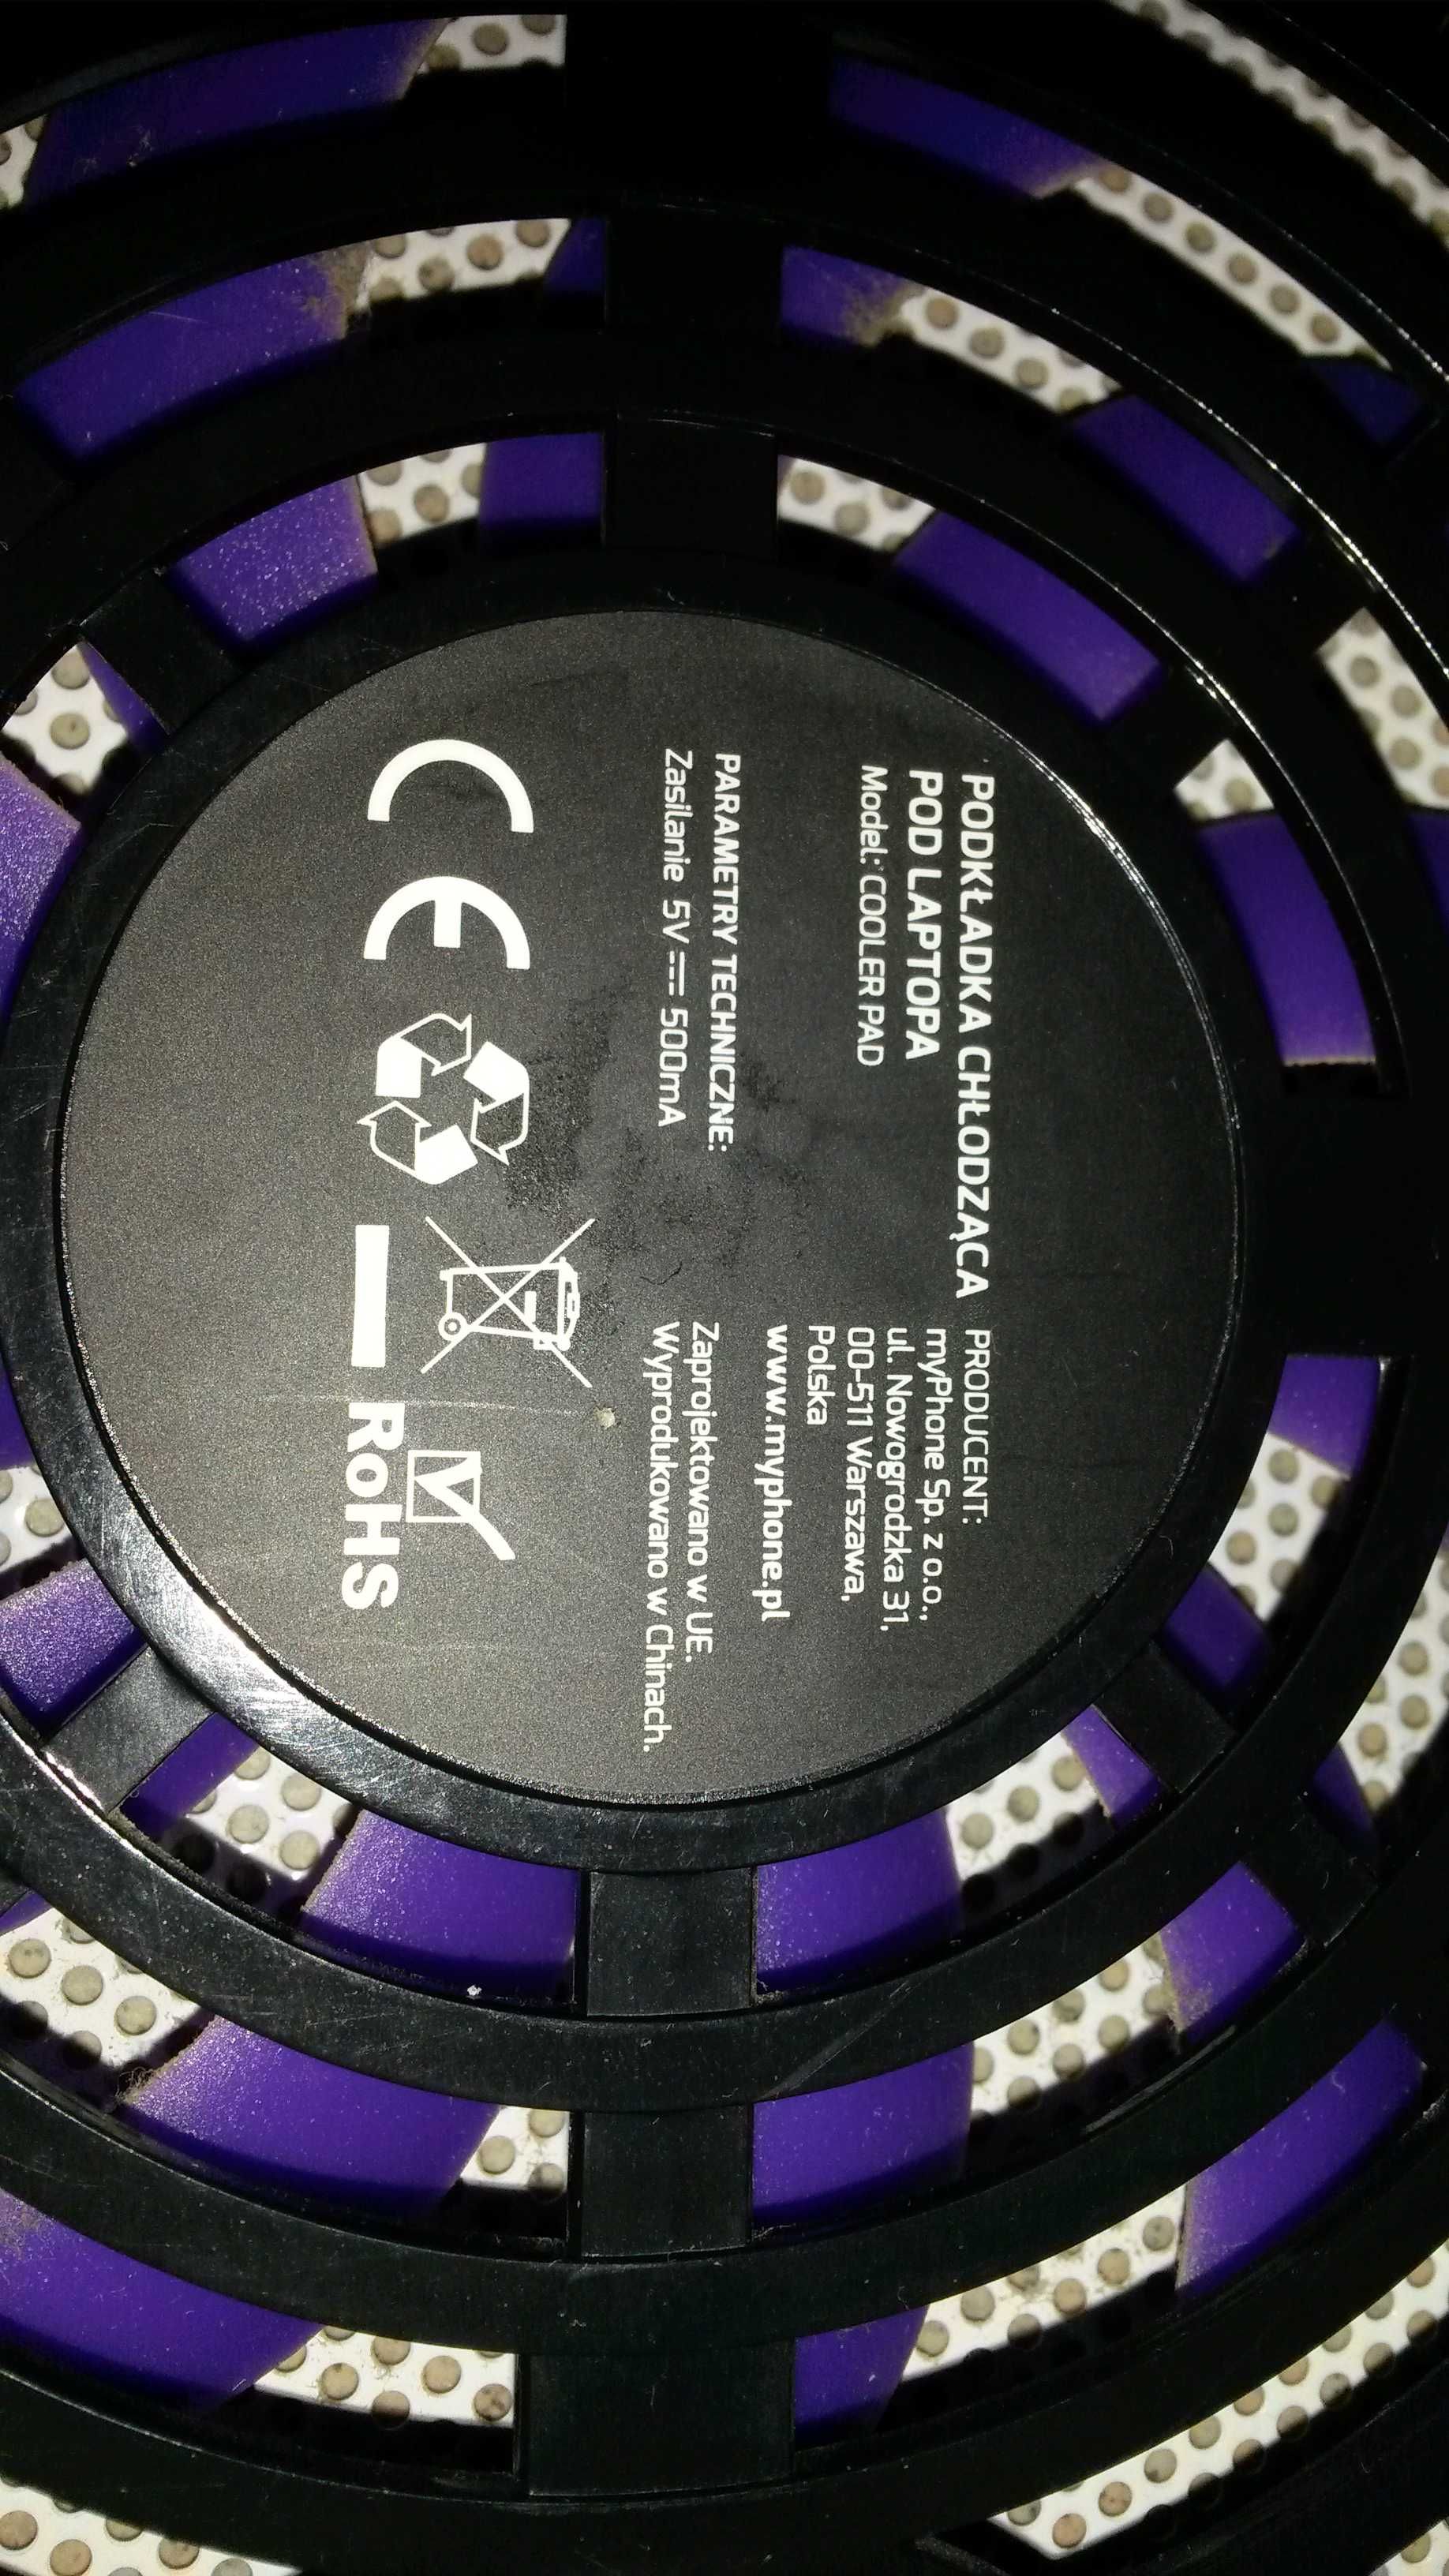 PODKŁADKA CHŁODZĄCA
POD LAPTOPA
Model: COOLER PAD
PARAMETRY TECHNICZNE:
Zasilanie 5V 500mA
PRODUCENT:
myPhone Sp. z o.o.,
ul. Nowogrodzka 31,
00-511 Warszawa,
Polska
www.myphone.pl
Zaprojektowano w UE.
Wyprodukowano w Chinach.
CE
RoHS